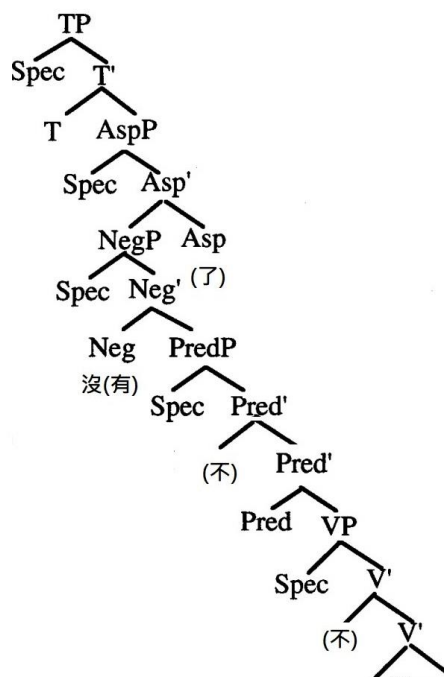 TP
Spec T'
T AspP
Spec Asp'
NegP Asp
(了)
Spec Neg'
Neg PredP
沒(有)
Spec Pred'
(不) Pred'
Pred VP
Spec V'
(不) V'